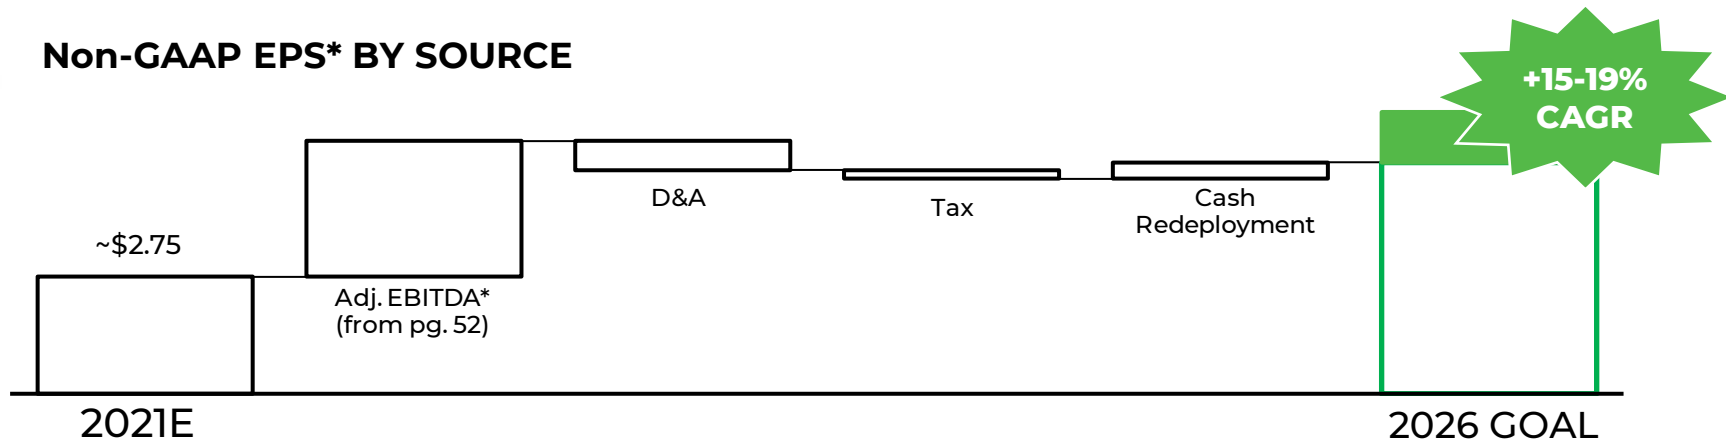 Non-GAAP EPS* BY SOURCE
+15-19%
CAGR
~$2.75
Adj. EBITDA*
(from pg. 52)
D&A
Tax
Cash
Redeployment
2021E
2026 GOAL